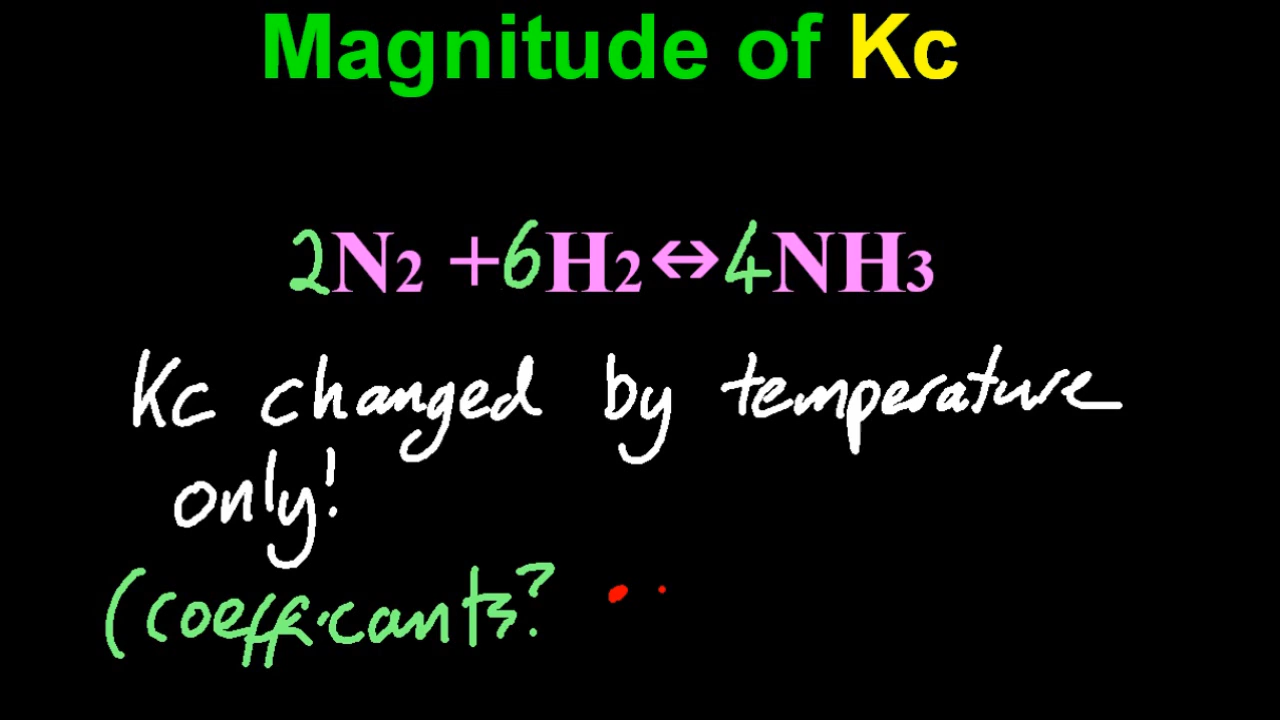 Magnitude of Kc
2N2 +6H2↔4NH3
Kc changed by temperature
only!
(coefficants?